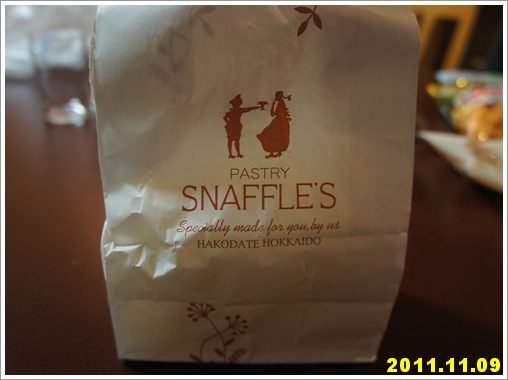 PASTRY
SNAFFLE'S
Specially made for you,by us
HAKODATE HOKKAIDO
2011.11.09